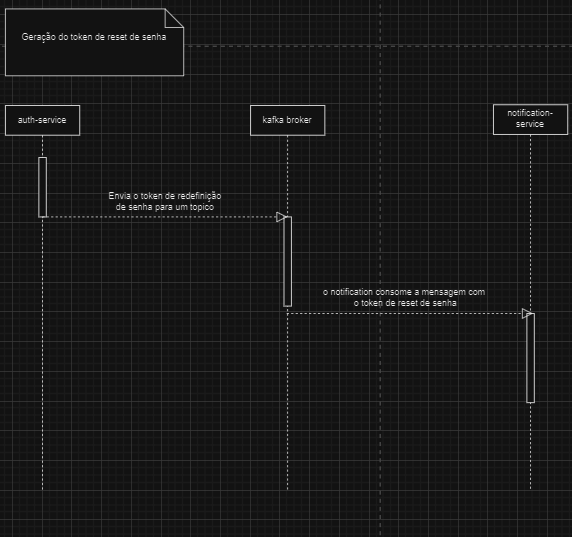 Geração do token de reset de senha
auth-service
kafka broker
notification-
service
Envia o token de redefinição
de senha para um topico
o notification consome a mensagem com
o token de reset de senha